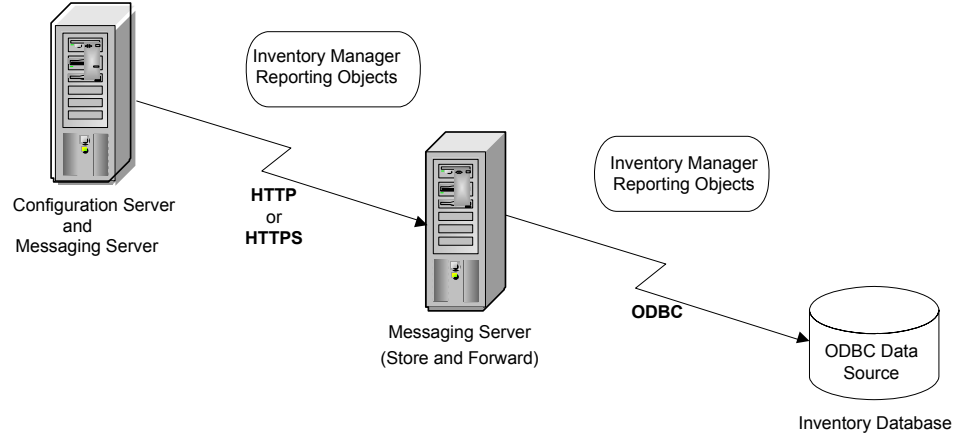 Inventory Manager
Reporting Objects
Inventory Manager
Reporting Objects
Configuration Server
and
Messaging Server
HTTP
or
HTTPS
Messaging Server
(Store and Forward)
ODBC
ODBC Data
Source
Inventory Database